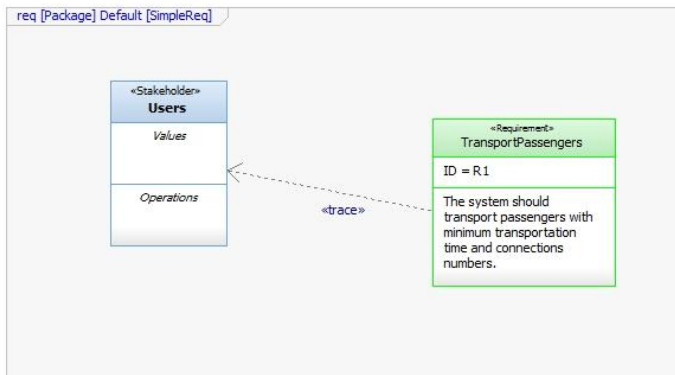 req [Package] Default [SimpleReq]
«Stakeholder»
Users
Values
Operations
«trace»
«Requirement»
TransportPassengers
ID = R1
The system should
transport passengers with
minimum transportation
time and connections
numbers.